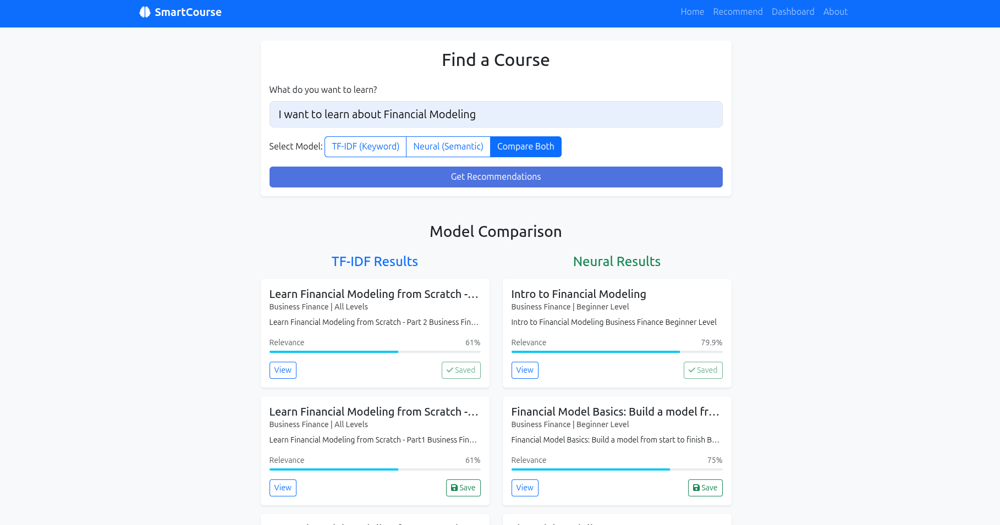 SmartCourse
Home Recommend Dashboard About
Find a Course
What do you want to learn?
I want to learn about Financial Modeling
Select Model: TF-IDF (Keyword) Neural (Semantic) Compare Both
Get Recommendations
Model Comparison
TF-IDF Results
Learn Financial Modeling from Scratch -...
Business Finance | All Levels
Learn Financial Modeling from Scratch - Part 2 Business Fin...
Relevance 61%
View Saved
Learn Financial Modeling from Scratch -...
Business Finance | All Levels
Learn Financial Modeling from Scratch - Part1 Business Fin...
Relevance 61%
View Save
Neural Results
Intro to Financial Modeling
Business Finance | Beginner Level
Intro to Financial Modeling Business Finance Beginner Level
Relevance 79.9%
View Saved
Financial Model Basics: Build a model fr...
Business Finance | Beginner Level
Financial Model Basics: Build a model from start to finish B...
Relevance 75%
View Save